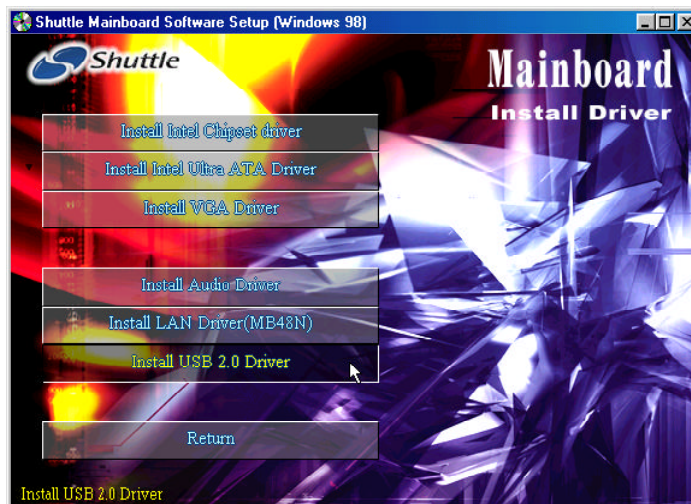 Shuttle Mainboard Software Setup (Windows 98)
Shuttle
Mainboard
Install Driver
Install Intel Chipset driver
Install Intel Ultra ATA Driver
Install VGA Driver
Install Audio Driver
Install LAN Driver(MB48N)
Install USB 2.0 Driver
Return
Install USB 2.0 Driver